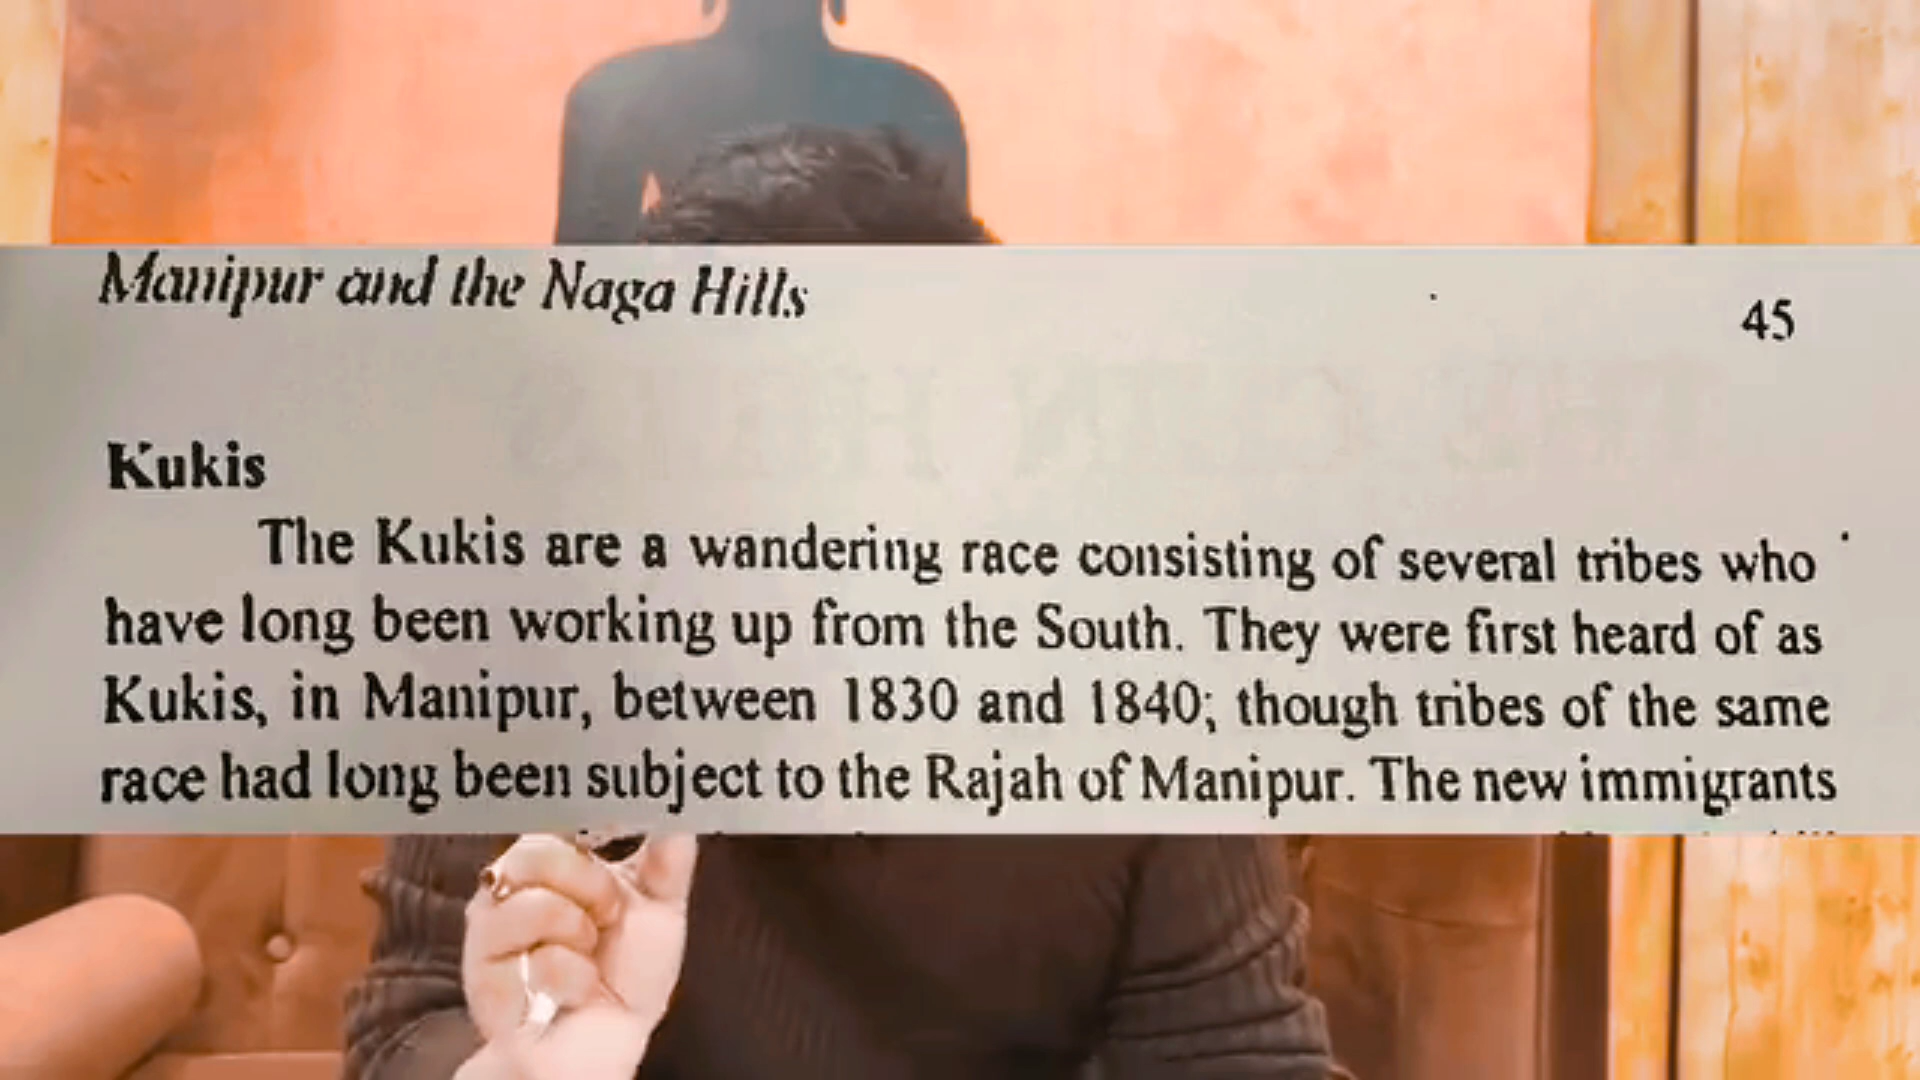 Manipur and the Naga Hills
45
Kukis
The Kukis are a wandering race consisting of several tribes who
have long been working up from the South. They were first heard of as
Kukis, in Manipur, between 1830 and 1840; though tribes of the same
race had long been subject to the Rajah of Manipur. The new immigrants